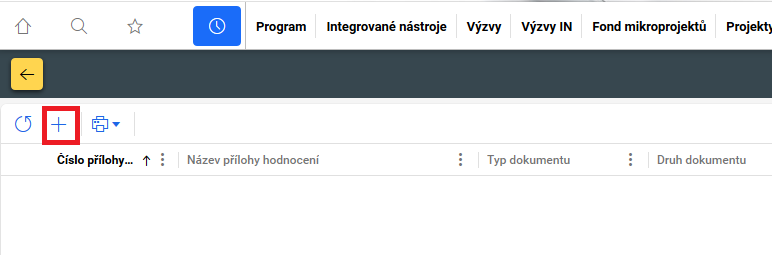 Program Integrované nástroje Výzvy Výzvy IN Fond mikroprojektů Projekty
Číslo přílohy... Název přílohy hodnocení Typ dokumentu Druh dokumentu